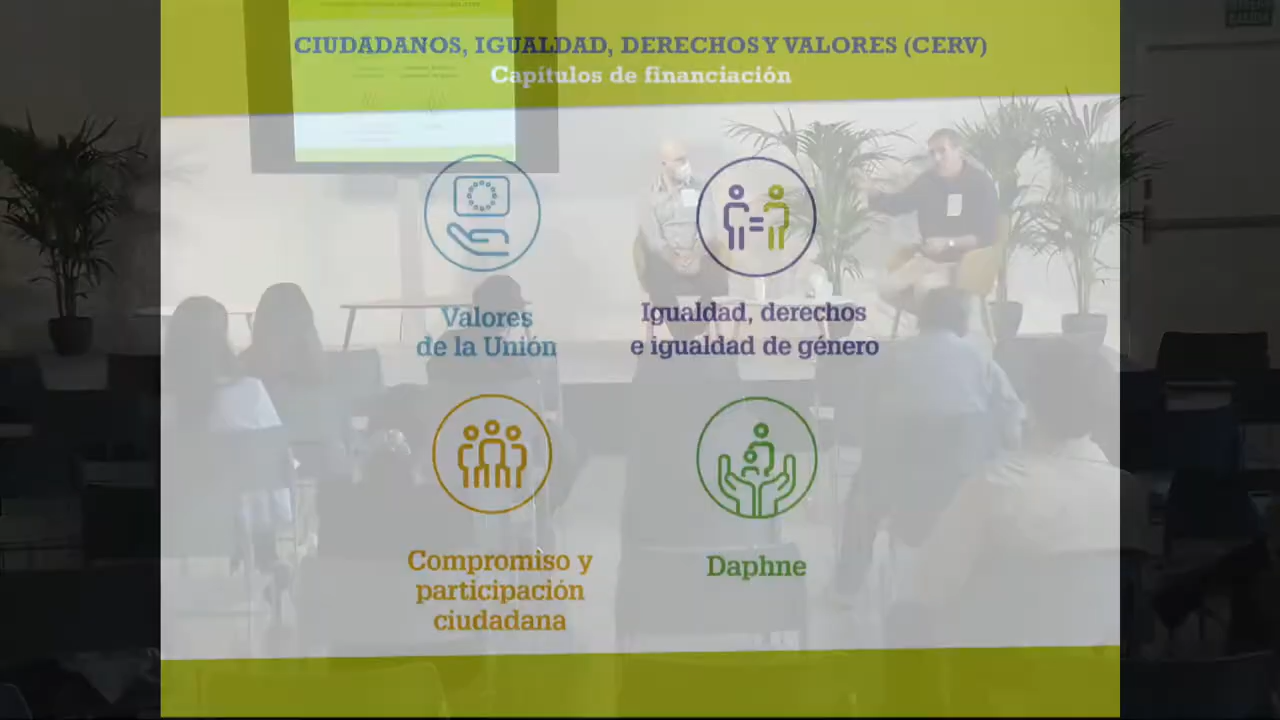 CIUDADANOS, IGUALDAD, DERECHOS Y VALORES (CERV)
Capítulos de financiación
Valores
de la Unión
Igualdad, derechos
e igualdad de género
Compromiso y
participación
ciudadana
Daphne